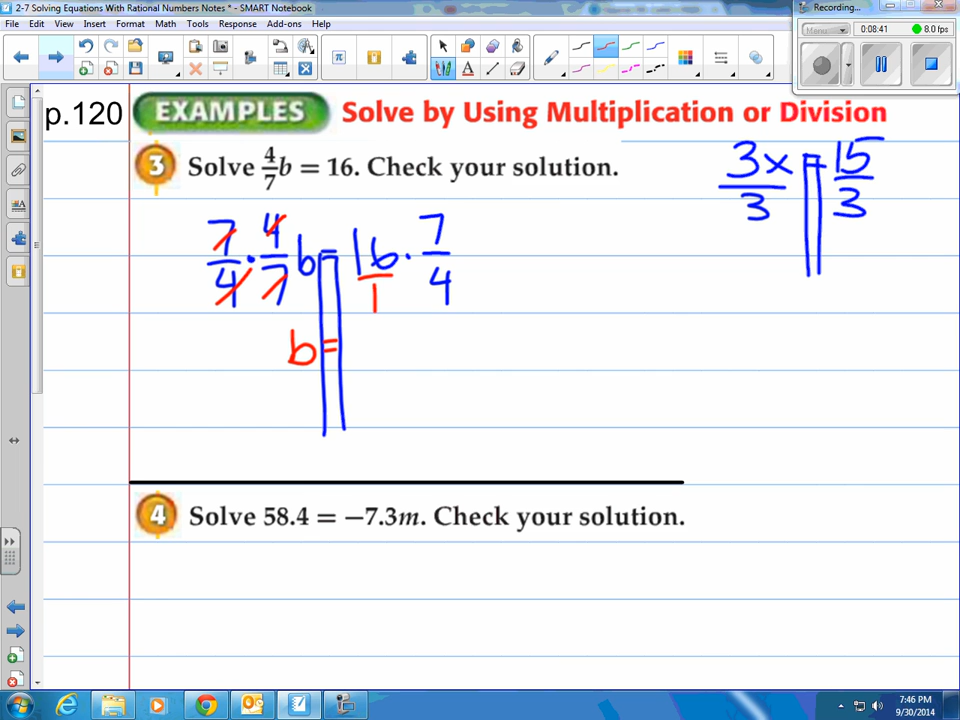 2-7 Solving Equations With Rational Numbers Notes * - SMART Notebook
File Edit View Insert Format Math Tools Response Add-ons Help
Recording...
Menu
0:08:41
8.0 fps
p.120 EXAMPLES Solve by Using Multiplication or Division
3 Solve 4/7 b = 16. Check your solution.
3x/3 = 15/3
7/4 · 4/7 b = 16/1 · 7/4
b =
4 Solve 58.4 = −7.3m. Check your solution.
7:46 PM
9/30/2014